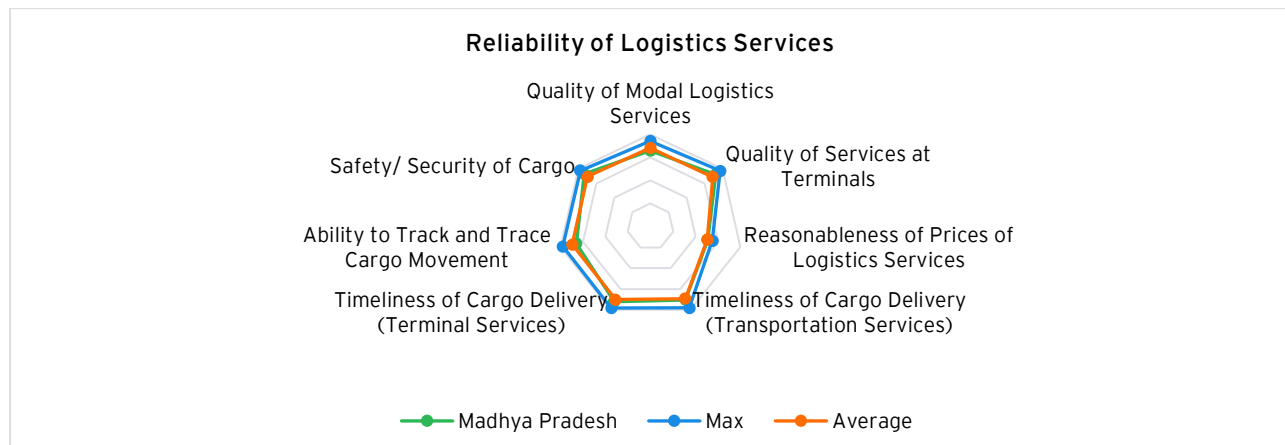 Reliability of Logistics Services
Quality of Modal Logistics
Services
Safety/ Security of Cargo
Quality of Services at
Terminals
Ability to Track and Trace
Cargo Movement
Reasonableness of Prices of
Logistics Services
Timeliness of Cargo Delivery
(Terminal Services)
Timeliness of Cargo Delivery
(Transportation Services)
Madhya Pradesh
Max
Average